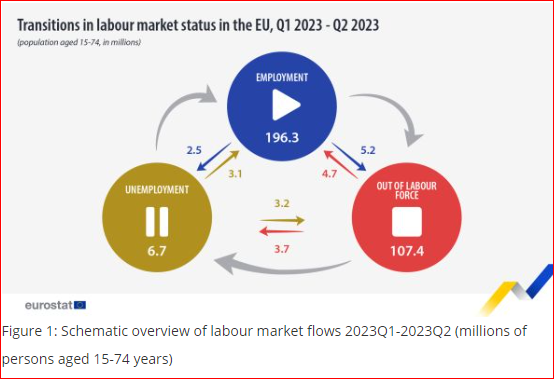 Transitions in labour market status in the EU, Q1 2023 - Q2 2023
(population aged 15-74, in millions)
EMPLOYMENT
196.3
2.5
3.1
5.2
4.7
UNEMPLOYMENT
6.7
3.2
3.7
OUT OF LABOUR
FORCE
107.4
eurostat
Figure 1: Schematic overview of labour market flows 2023Q1-2023Q2 (millions of
persons aged 15-74 years)